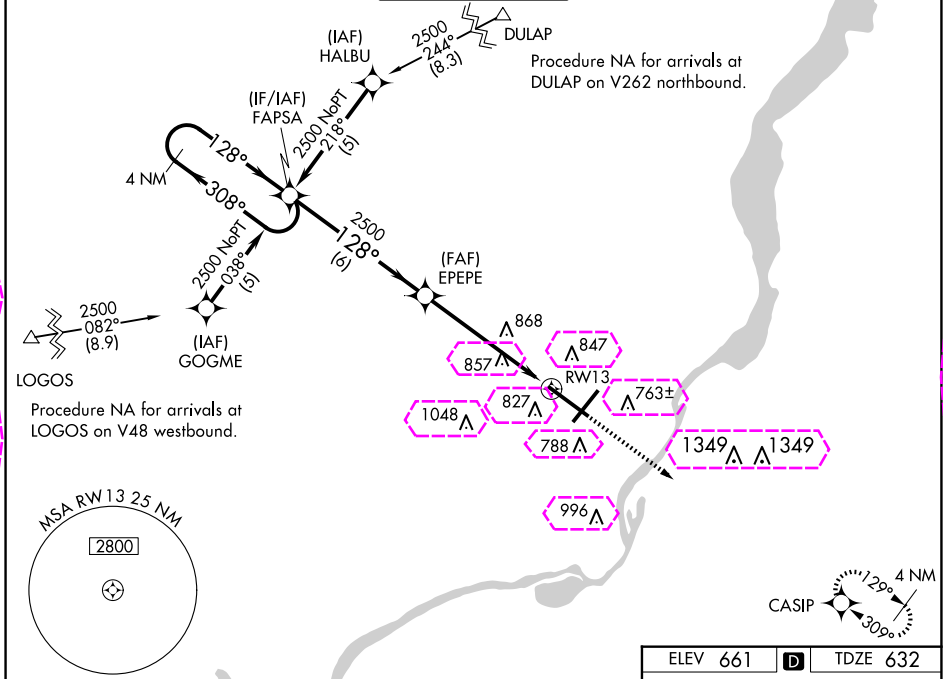 2500
244°
(8.3)
DULAP
(IAF)
HALBU
Procedure NA for arrivals at
DULAP on V262 northbound.
(IF/IAF)
FAPSA
2500 NoPT
218°
(5)
128°
4 NM
308°
2500
128°
(6)
2500 NoPT
038°
(5)
(FAF)
EPEPE
2500
082°
(8.9)
LOGOS
(IAF)
GOGME
868
857
847
RW13
763±
827
1048
788
1349
1349
Procedure NA for arrivals at
LOGOS on V48 westbound.
996
MSA RW13 25 NM
2800
CASIP
129°
4 NM
309°
ELEV 661 D TDZE 632